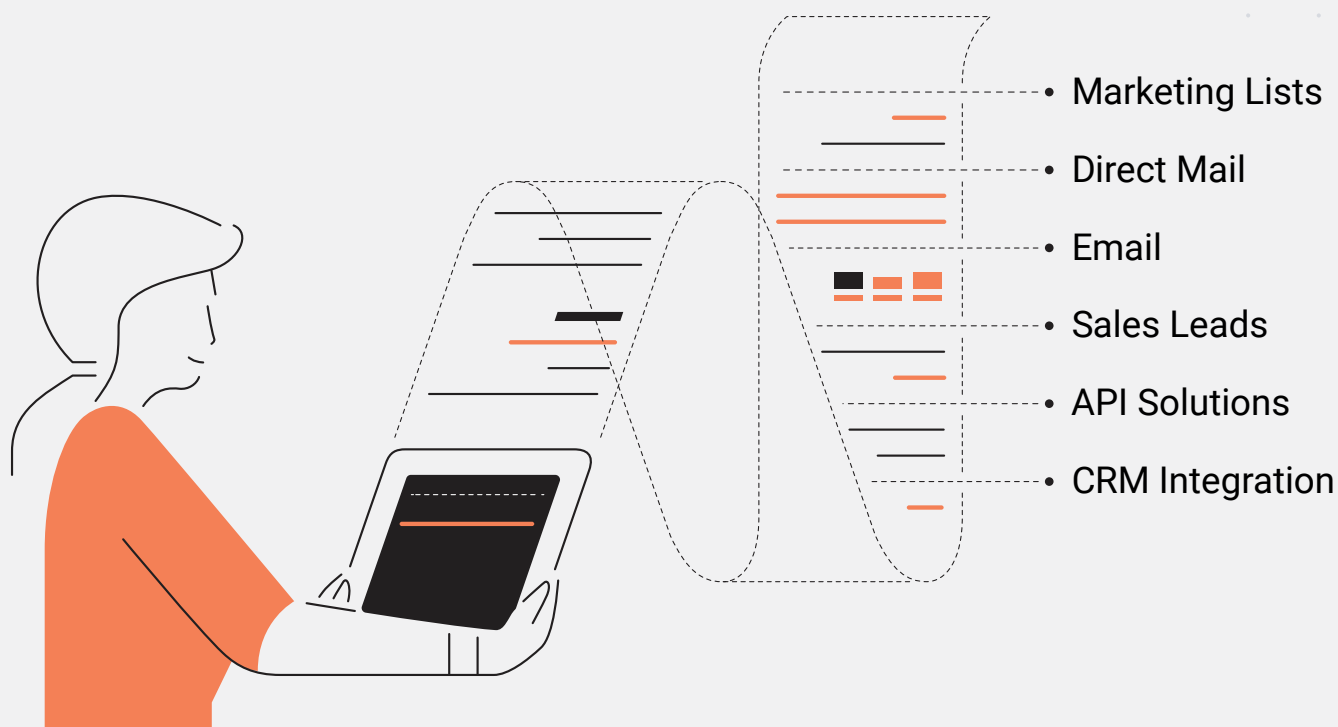 Marketing Lists
Direct Mail
Email
Sales Leads
API Solutions
CRM Integration